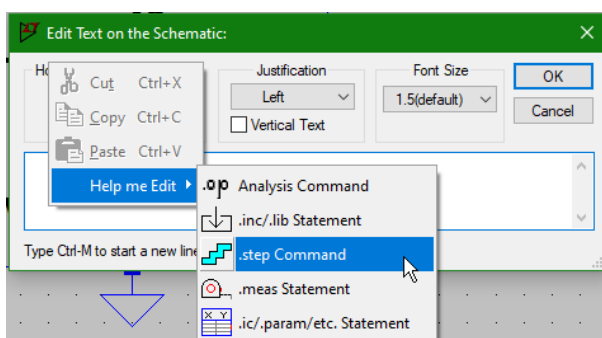 Edit Text on the Schematic:
Justification
Left
Vertical Text
Font Size
1.5(default)
OK
Cancel
Cut Ctrl+X
Copy Ctrl+C
Paste Ctrl+V
Help me Edit
.op Analysis Command
.inc/.lib Statement
.step Command
.meas Statement
X Y .ic/.param/etc. Statement
Type Ctrl-M to start a new line